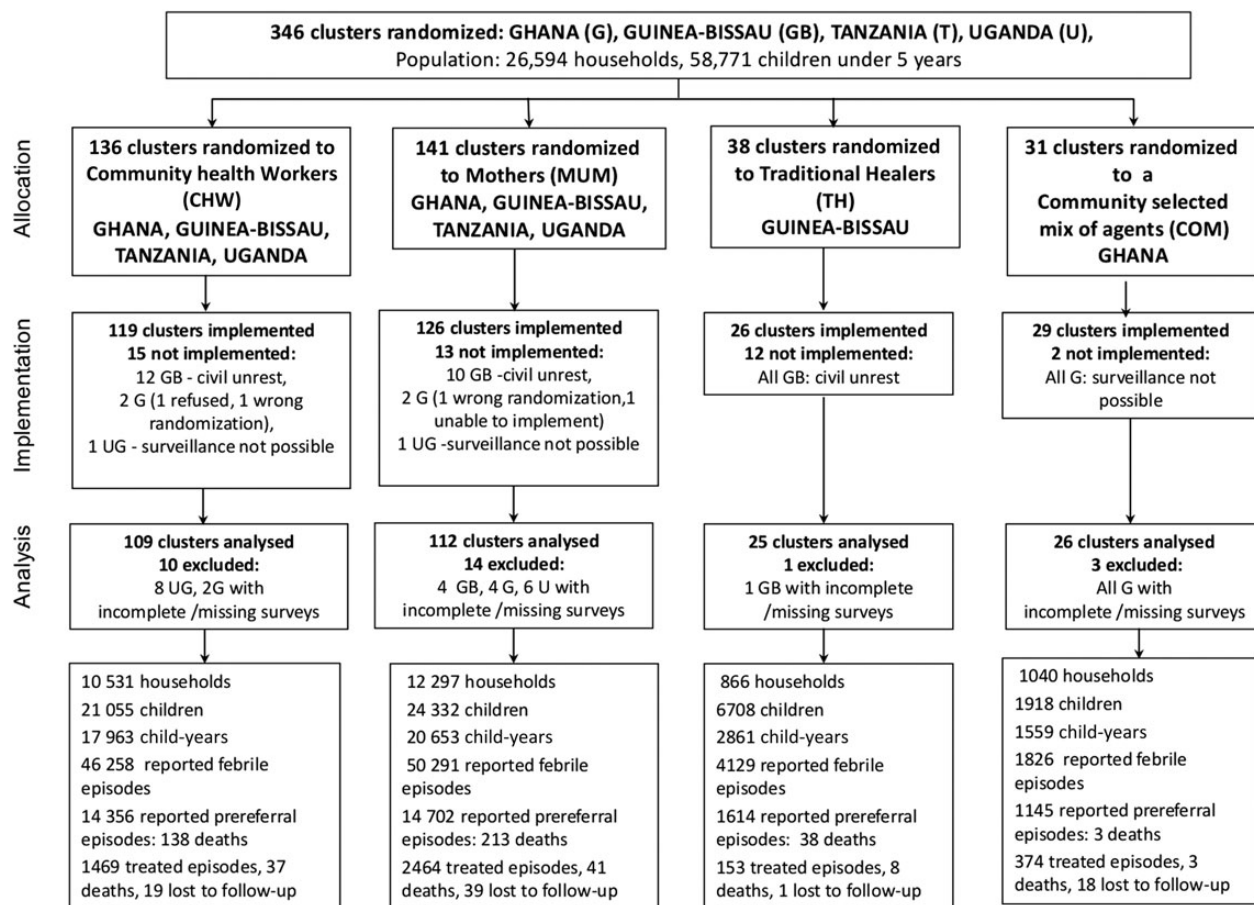 346 clusters randomized: GHANA (G), GUINEA-BISSAU (GB), TANZANIA (T), UGANDA (U),
Population: 26,594 households, 58,771 children under 5 years
Allocation
136 clusters randomized to
Community health Workers
(CHW)
GHANA, GUINEA-BISSAU,
TANZANIA, UGANDA
141 clusters randomized
to Mothers (MUM)
GHANA, GUINEA-BISSAU,
TANZANIA, UGANDA
38 clusters randomized
to Traditional Healers
(TH)
GUINEA-BISSAU
31 clusters randomized
to a
Community selected
mix of agents (COM)
GHANA
Implementation
119 clusters implemented
15 not implemented:
12 GB - civil unrest,
2 G (1 refused, 1 wrong
randomization),
1 UG - surveillance not possible
126 clusters implemented
13 not implemented:
10 GB -civil unrest,
2 G (1 wrong randomization,1
unable to implement)
1 UG -surveillance not possible
26 clusters implemented
12 not implemented:
All GB: civil unrest
29 clusters implemented
2 not implemented:
All G: surveillance not
possible
Analysis
109 clusters analysed
10 excluded:
8 UG, 2G with
incomplete /missing surveys
112 clusters analysed
14 excluded:
4 GB, 4 G, 6 U with
incomplete /missing surveys
25 clusters analysed
1 excluded:
1 GB with incomplete
/missing surveys
26 clusters analysed
3 excluded:
All G with
incomplete /missing surveys
10 531 households
21 055 children
17 963 child-years
46 258 reported febrile
episodes
14 356 reported prereferral
episodes: 138 deaths
1469 treated episodes, 37
deaths, 19 lost to follow-up
12 297 households
24 332 children
20 653 child-years
50 291 reported febrile
episodes
14 702 reported prereferral
episodes: 213 deaths
2464 treated episodes, 41
deaths, 39 lost to follow-up
866 households
6708 children
2861 child-years
4129 reported febrile
episodes
1614 reported prereferral
episodes: 38 deaths
153 treated episodes, 8
deaths, 1 lost to follow-up
1040 households
1918 children
1559 child-years
1826 reported febrile
episodes
1145 reported prereferral
episodes: 3 deaths
374 treated episodes, 3
deaths, 18 lost to follow-up